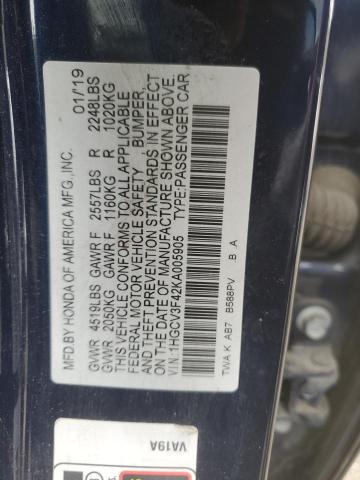 MFD.BY HONDA OF AMERICA MFG.,INC. 01/19
GVWR 4519LBS GAWR F 2557LBS R 2248LBS
GVWR 2050KG GAWR F 1160KG R 1020KG
THIS VEHICLE CONFORMS TO ALL APPLICABLE
FEDERAL MOTOR VEHICLE SAFETY BUMPER,
AND THEFT PREVENTION STANDARDS IN EFFECT
ON THE DATE OF MANUFACTURE SHOWN ABOVE.
V.I.N.:1HGCV3F42KA005905 TYPE:PASSENGER CAR
TWA K AB7 B588PV B A
VA19A